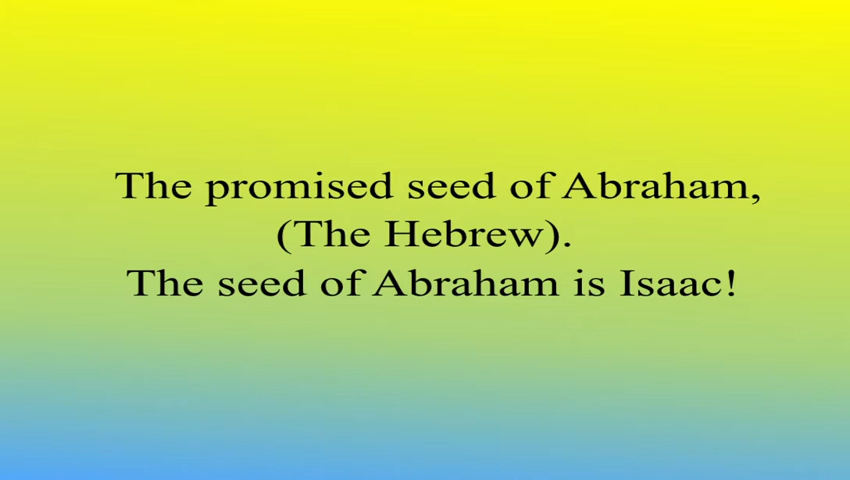 The promised seed of Abraham,
(The Hebrew).
The seed of Abraham is Isaac!